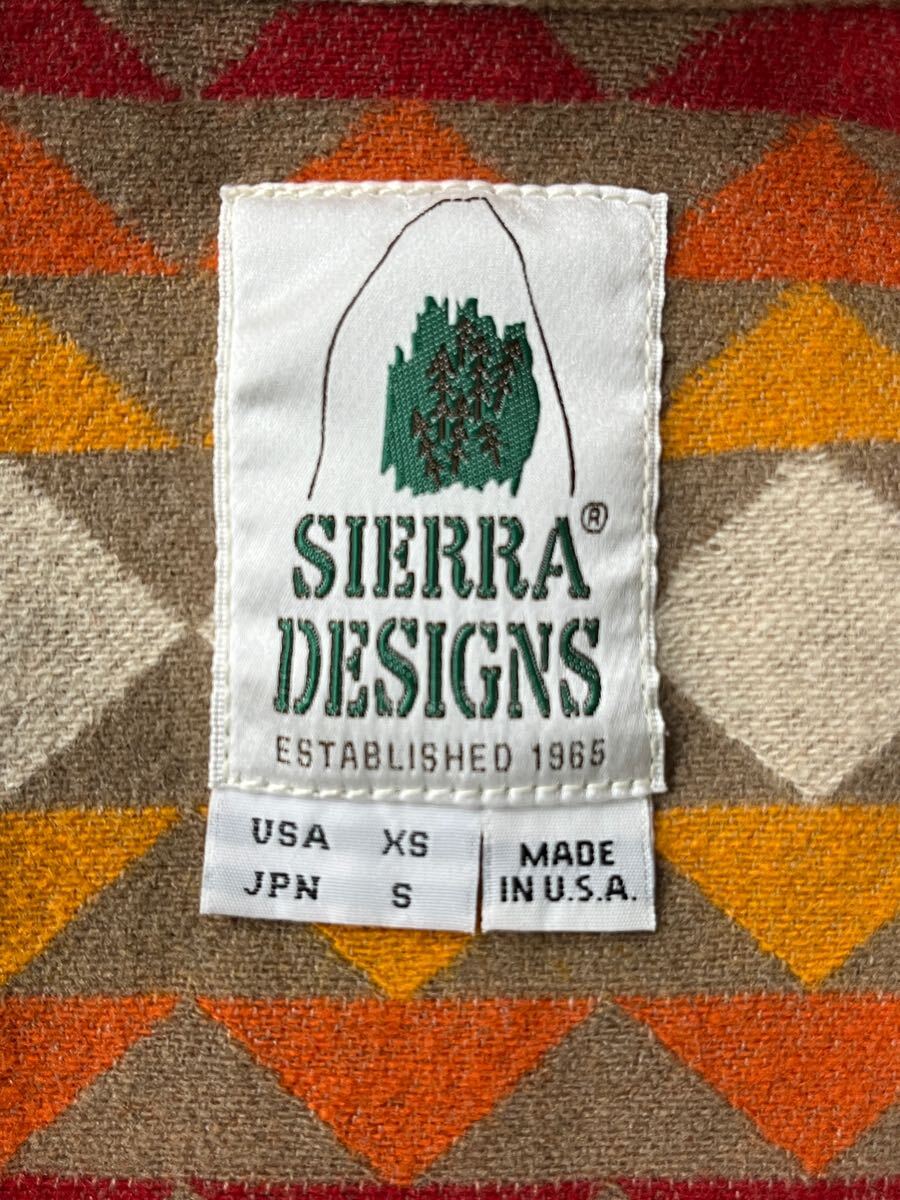 SIERRA®
DESIGNS
ESTABLISHED 1965
USA XS
JPN S
MADE
IN U.S.A.